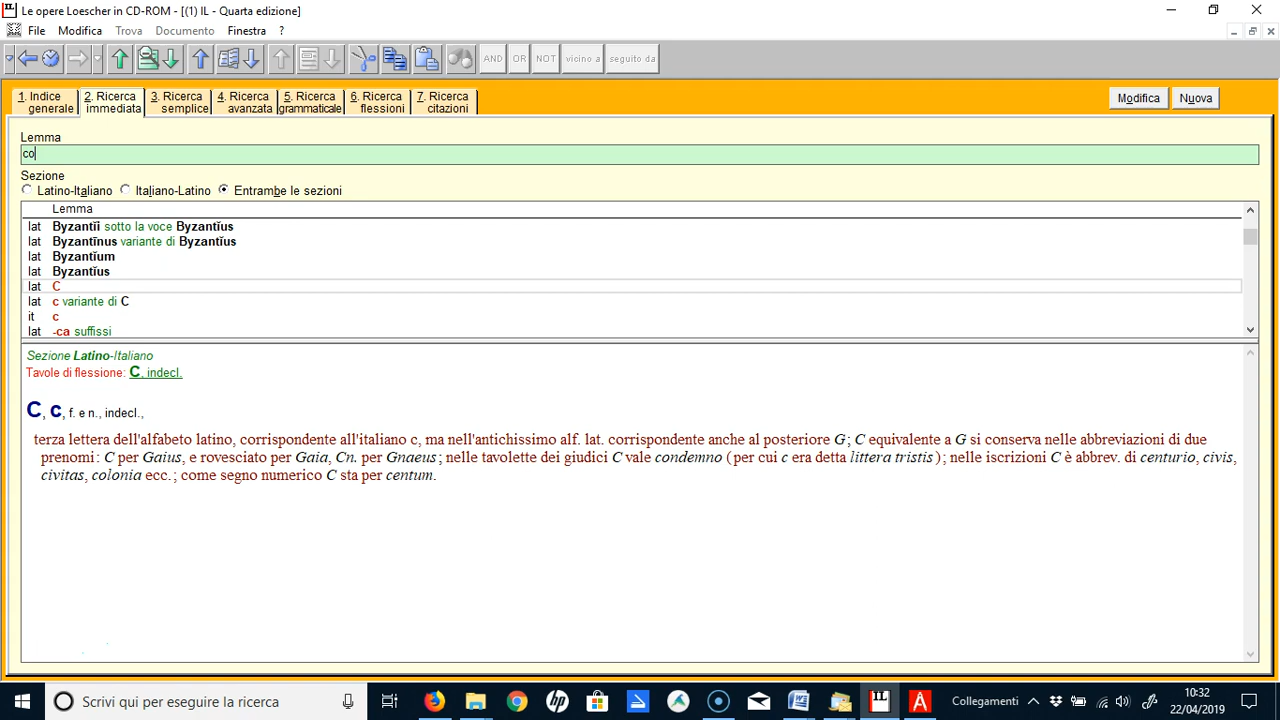 Le opere Loescher in CD-ROM - [(1) IL - Quarta edizione]
File Modifica Trova Documento Finestra ?
AND OR NOT vicino a seguito da
1. Indice generale 2. Ricerca immediata 3. Ricerca semplice 4. Ricerca avanzata 5. Ricerca grammaticale 6. Ricerca flessioni 7. Ricerca citazioni Modifica Nuova
Lemma
co
Sezione
Latino-Italiano Italiano-Latino Entrambe le sezioni
Lemma
lat Byzantĭi sotto la voce Byzantĭus
lat Byzantīnus variante di Byzantĭus
lat Byzantĭum
lat Byzantĭus
lat C
lat c variante di C
it c
lat -ca suffissi
Sezione Latino-Italiano
Tavole di flessione: C, indecl.
C, c, f. e n., indecl.,
terza lettera dell'alfabeto latino, corrispondente all'italiano c, ma nell'antichissimo alf. lat. corrispondente anche al posteriore G; C equivalente a G si conserva nelle abbreviazioni di due
prenomi: C per Gaius, e rovesciato per Gaia, Cn. per Gnaeus; nelle tavolette dei giudici C vale condemno (per cui c era detta littera tristis); nelle iscrizioni C è abbrev. di centurio, civis,
civitas, colonia ecc.; come segno numerico C sta per centum.
Scrivi qui per eseguire la ricerca
Collegamenti
10:32
22/04/2019